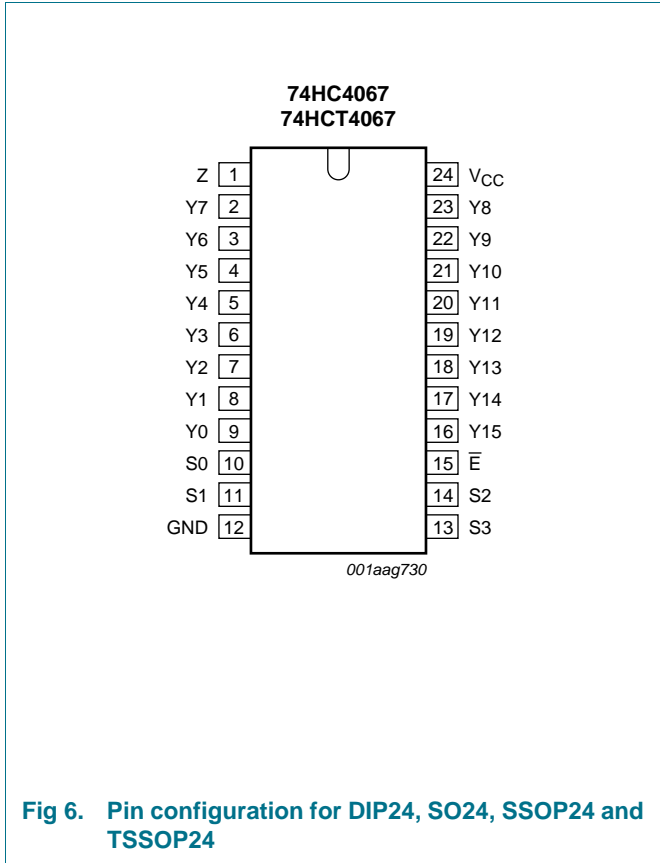 74HC4067
74HCT4067
Z 1 24 VCC
Y7 2 23 Y8
Y6 3 22 Y9
Y5 4 21 Y10
Y4 5 20 Y11
Y3 6 19 Y12
Y2 7 18 Y13
Y1 8 17 Y14
Y0 9 16 Y15
S0 10 15 E̅
S1 11 14 S2
GND 12 13 S3
001aag730
Fig 6. Pin configuration for DIP24, SO24, SSOP24 and
TSSOP24